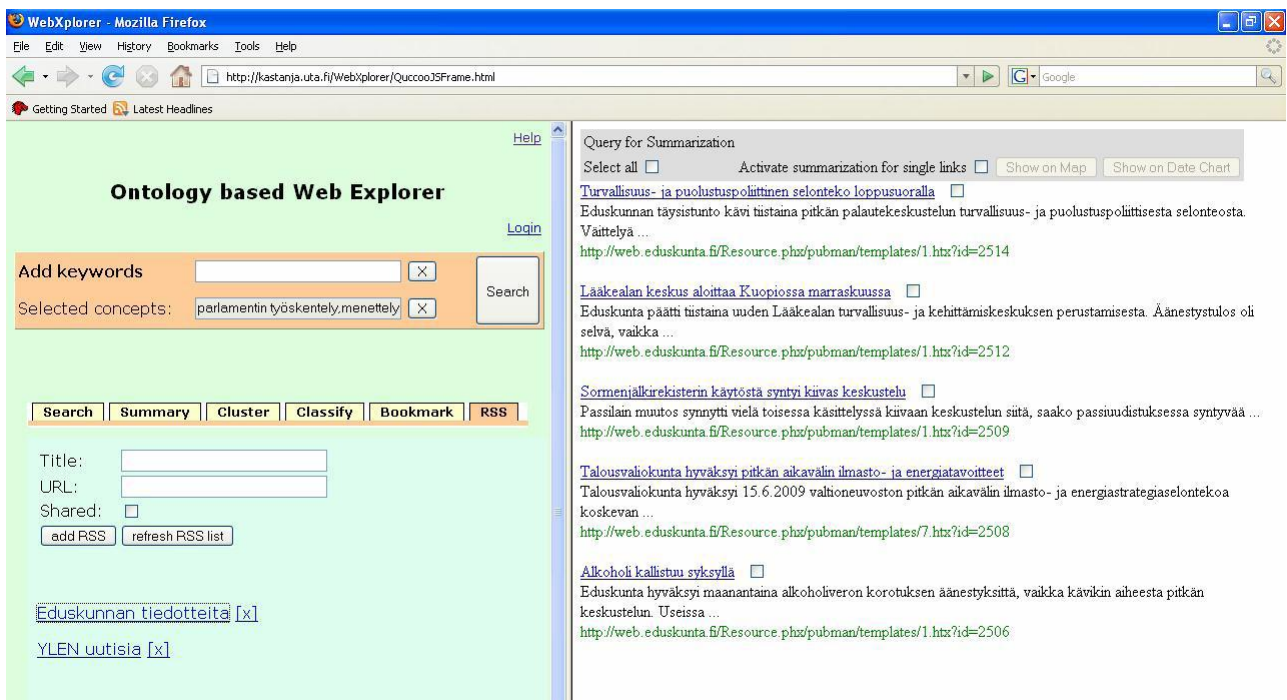 WebXplorer - Mozilla Firefox
File Edit View History Bookmarks Tools Help
http://kastanja.uta.fi/WebXplorer/QuccooJSFrame.html
G Google
Getting Started Latest Headlines
Help
Ontology based Web Explorer
Login
Add keywords X
Search
Selected concepts: parlamentin työskentely,menettely X
Search Summary Cluster Classify Bookmark RSS
Title:
URL:
Shared:
add RSS refresh RSS list
Eduskunnan tiedotteita [x]
YLEN uutisia [x]
Query for Summarization
Select all Activate summarization for single links Show on Map Show on Date Chart
Turvallisuus- ja puolustuspoliittinen selonteko loppusuoralla
Eduskunnan täysistunto kävi tiistaina pitkän palautekeskustelun turvallisuus- ja puolustuspoliittisesta selonteosta.
Väittelyä ...
http://web.eduskunta.fi/Resource.phx/pubman/templates/1.htx?id=2514
Lääkealan keskus aloittaa Kuopiossa marraskuussa
Eduskunta päätti tiistaina uuden Lääkealan turvallisuus- ja kehittämiskeskuksen perustamisesta. Äänestystulos oli
selvä, vaikka ...
http://web.eduskunta.fi/Resource.phx/pubman/templates/1.htx?id=2512
Sormenjälkirekisterin käytöstä syntyi kiivas keskustelu
Passilain muutos synnytti vielä toisessa käsittelyssä kiivaan keskustelun siitä, saako passiuudistuksessa syntyvää ...
http://web.eduskunta.fi/Resource.phx/pubman/templates/1.htx?id=2509
Talousvaliokunta hyväksyi pitkän aikavälin ilmasto- ja energiatavoitteet
Talousvaliokunta hyväksyi 15.6.2009 valtioneuvoston pitkän aikavälin ilmasto- ja energiastrategiaselontekoa
koskevan ...
http://web.eduskunta.fi/Resource.phx/pubman/templates/7.htx?id=2508
Alkoholi kallistuu syksyllä
Eduskunta hyväksyi maanantaina alkoholiveron korotuksen äänestyksittä, vaikka kävikin aiheesta pitkän
keskustelun. Useissa ...
http://web.eduskunta.fi/Resource.phx/pubman/templates/1.htx?id=2506